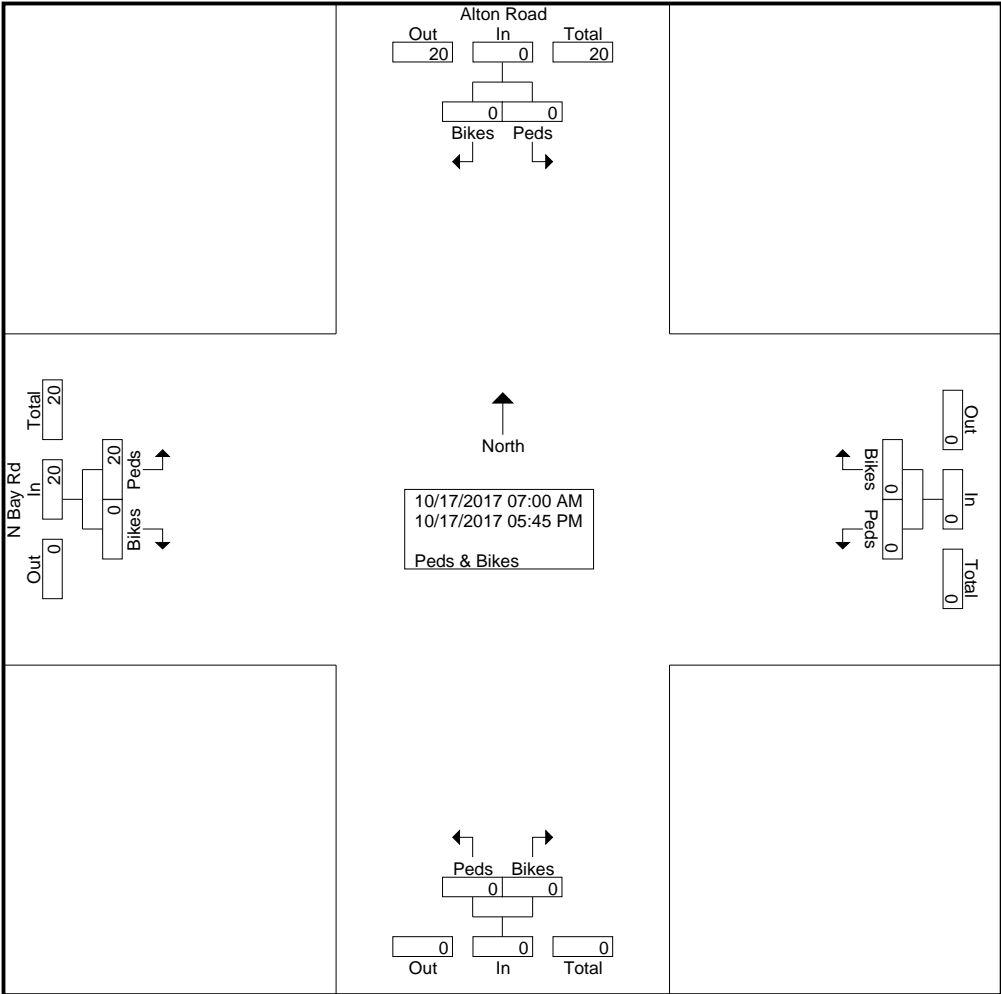 Alton Road
Out In Total
20 0 20
0 0
Bikes Peds
N Bay Rd
Total In Out
20 20 0
20 0
Peds Bikes
North
10/17/2017 07:00 AM
10/17/2017 05:45 PM
Peds & Bikes
Out In Total
0 0 0
0 0
Bikes Peds
Peds Bikes
0 0
0 0 0
Out In Total